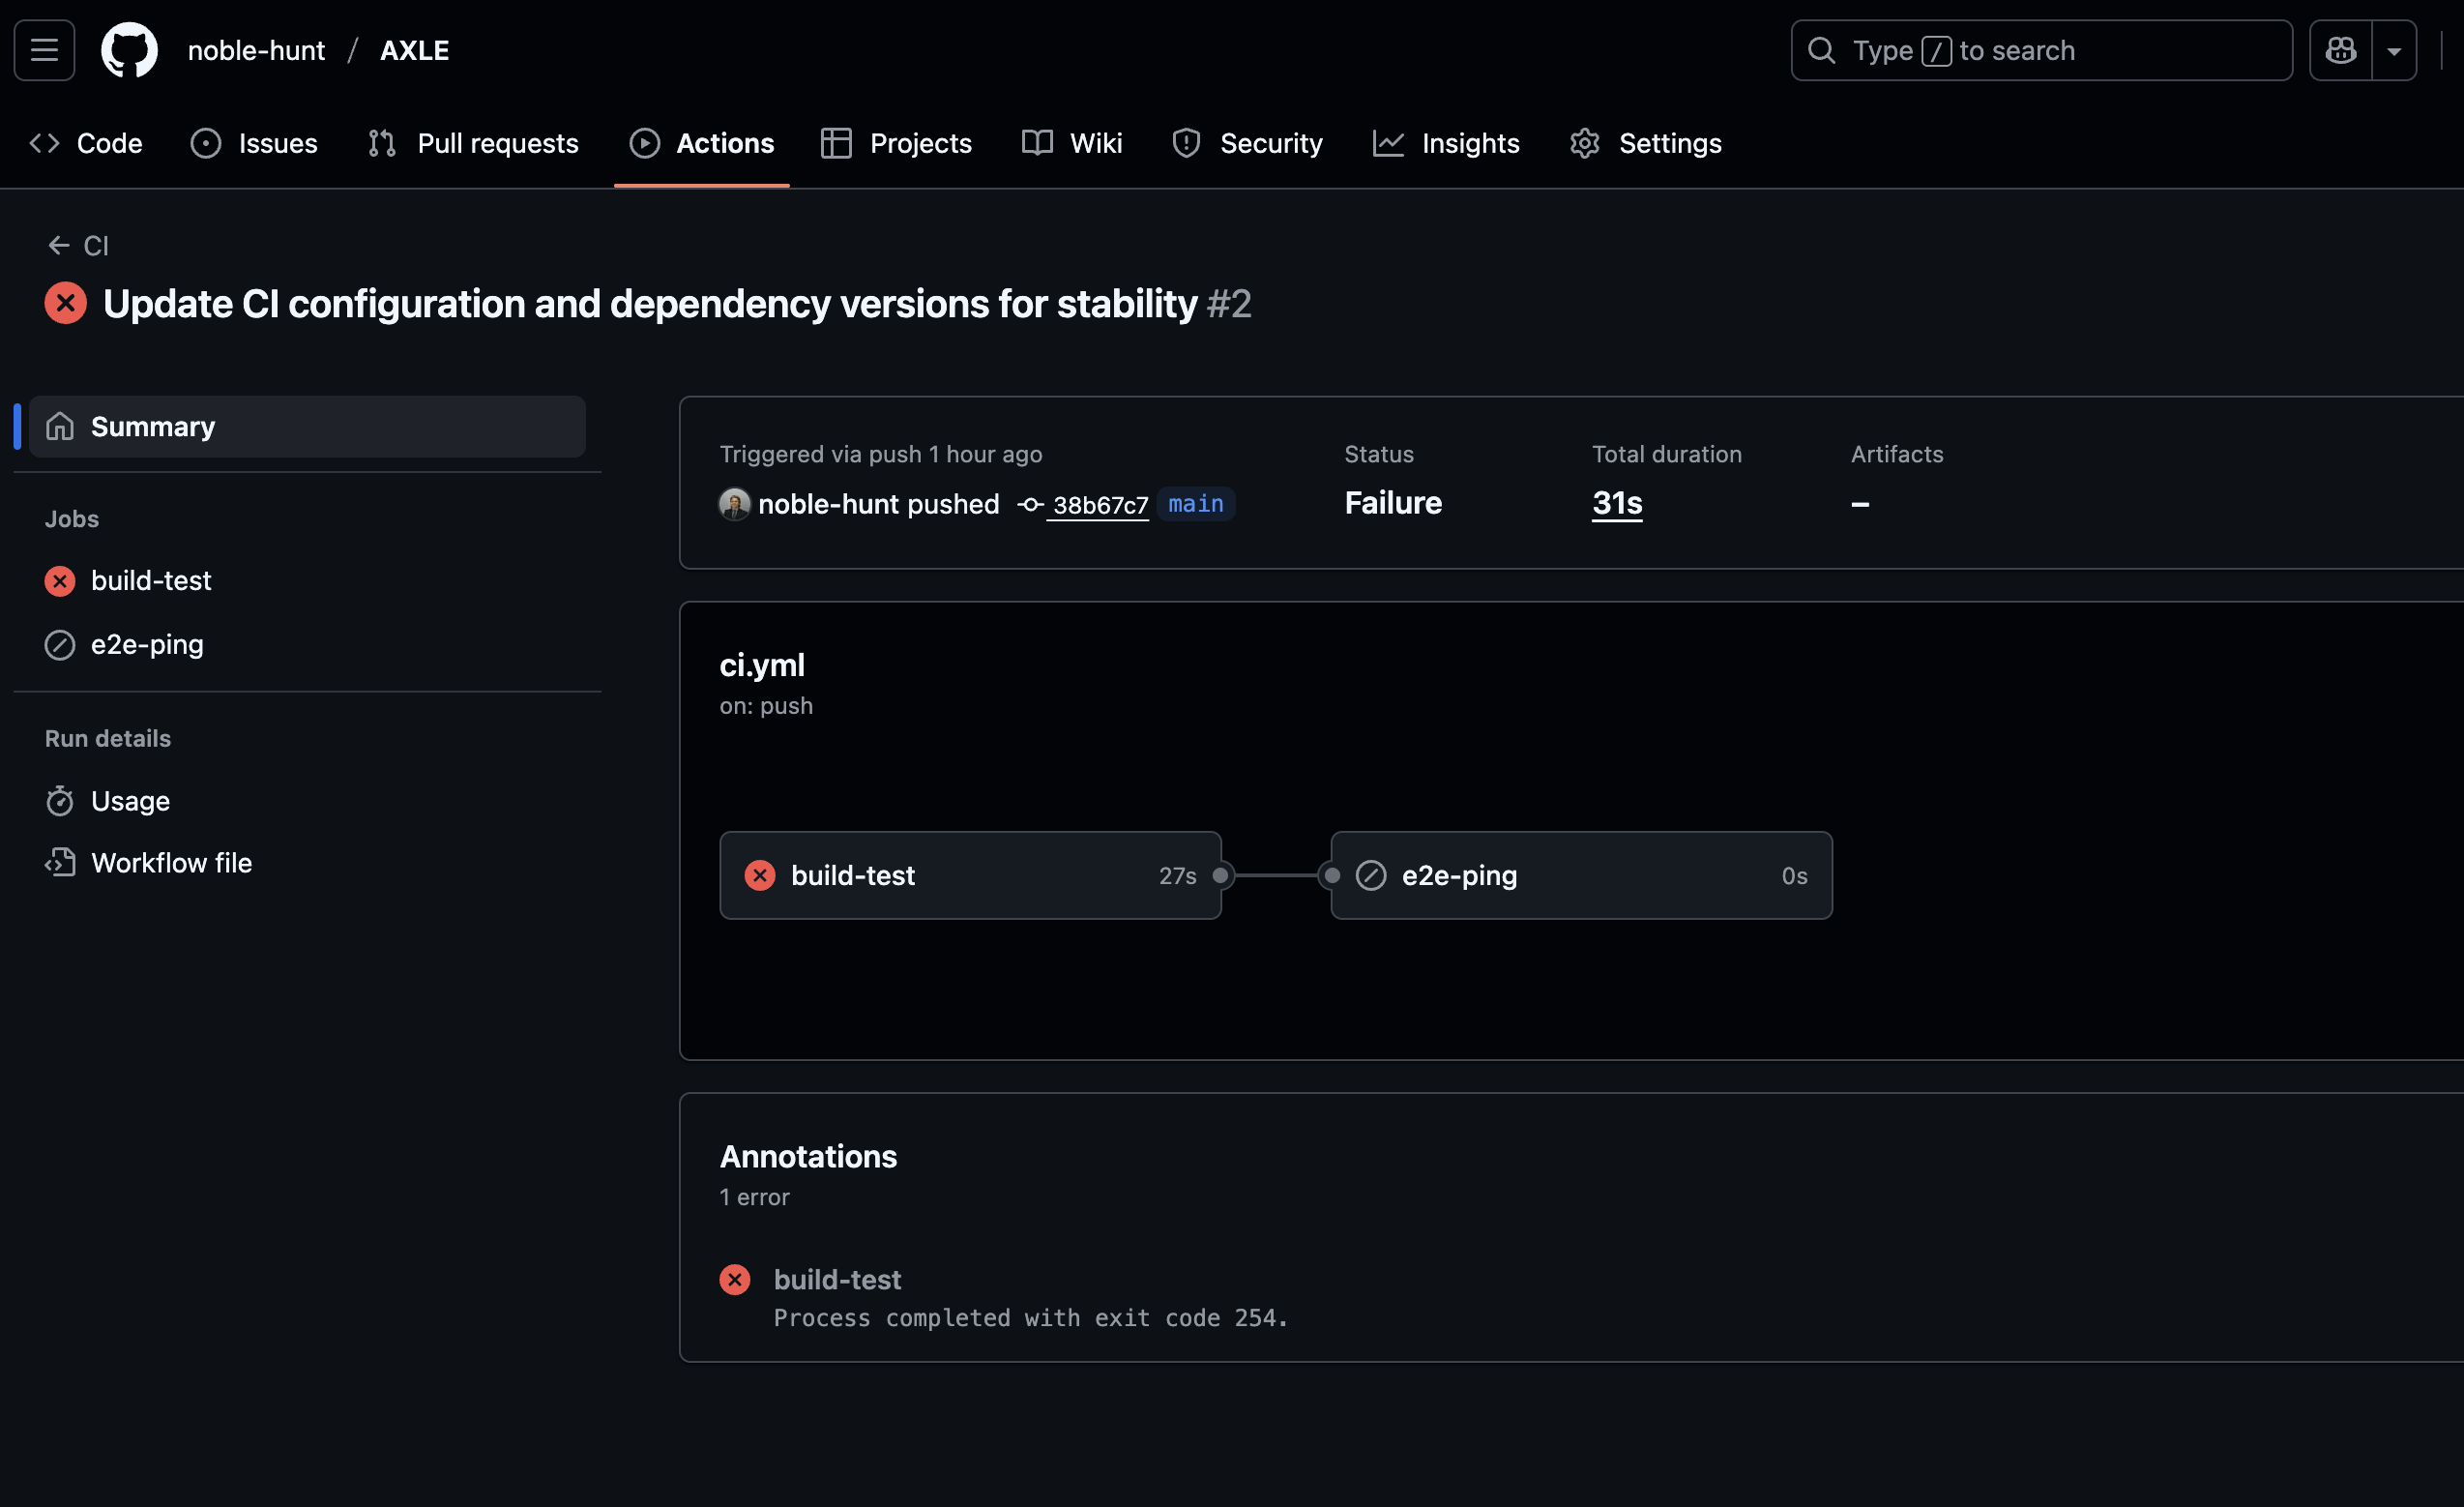 noble-hunt / AXLE
Type / to search
Code Issues Pull requests Actions Projects Wiki Security Insights Settings
← CI
Update CI configuration and dependency versions for stability #2
Summary
Jobs
build-test
e2e-ping
Run details
Usage
Workflow file
Triggered via push 1 hour ago
noble-hunt pushed 38b67c7 main
Status
Failure
Total duration
31s
Artifacts
–
ci.yml
on: push
build-test 27s
e2e-ping 0s
Annotations
1 error
build-test
Process completed with exit code 254.